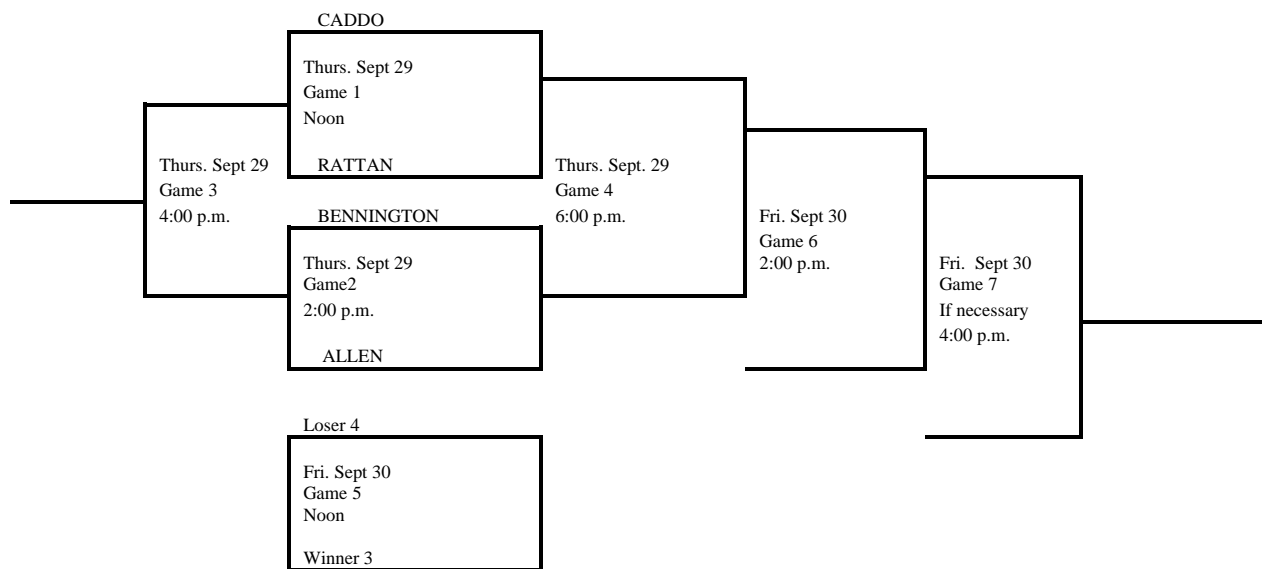 CADDO
Thurs. Sept 29
Game 1
Noon
RATTAN
Thurs. Sept 29
Game 3
4:00 p.m.
BENNINGTON
Thurs. Sept 29
Game2
2:00 p.m.
ALLEN
Thurs. Sept. 29
Game 4
6:00 p.m.
Fri. Sept 30
Game 6
2:00 p.m.
Fri.  Sept 30
Game 7
If necessary
4:00 p.m.
Loser 4
Fri. Sept 30
Game 5
Noon
Winner 3